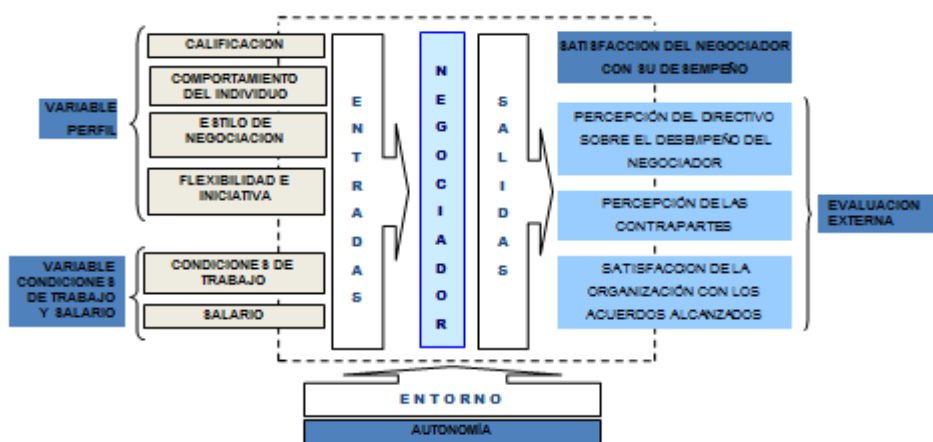 VARIABLE
PERFIL
CALIFICACION
COMPORTAMIENTO
DEL INDIVIDUO
ESTILO DE
NEGOCIACION
FLEXIBILIDAD E
INICIATIVA
VARIABLE
CONDICIONES
DE TRABAJO
Y SALARIO
CONDICIONES DE
TRABAJO
SALARIO
ENTRADAS
NEGOCIADOR
SALIDAS
SATISFACCION DEL NEGOCIADOR
CON SU DESEMPEÑO
PERCEPCIÓN DEL DIRECTIVO
SOBRE EL DESEMPEÑO DEL
NEGOCIADOR
PERCEPCIÓN DE LAS
CONTRAPARTES
SATISFACCION DE LA
ORGANIZACIÓN CON LOS
ACUERDOS ALCANZADOS
EVALUACION
EXTERNA
ENTORNO
AUTONOMÍA